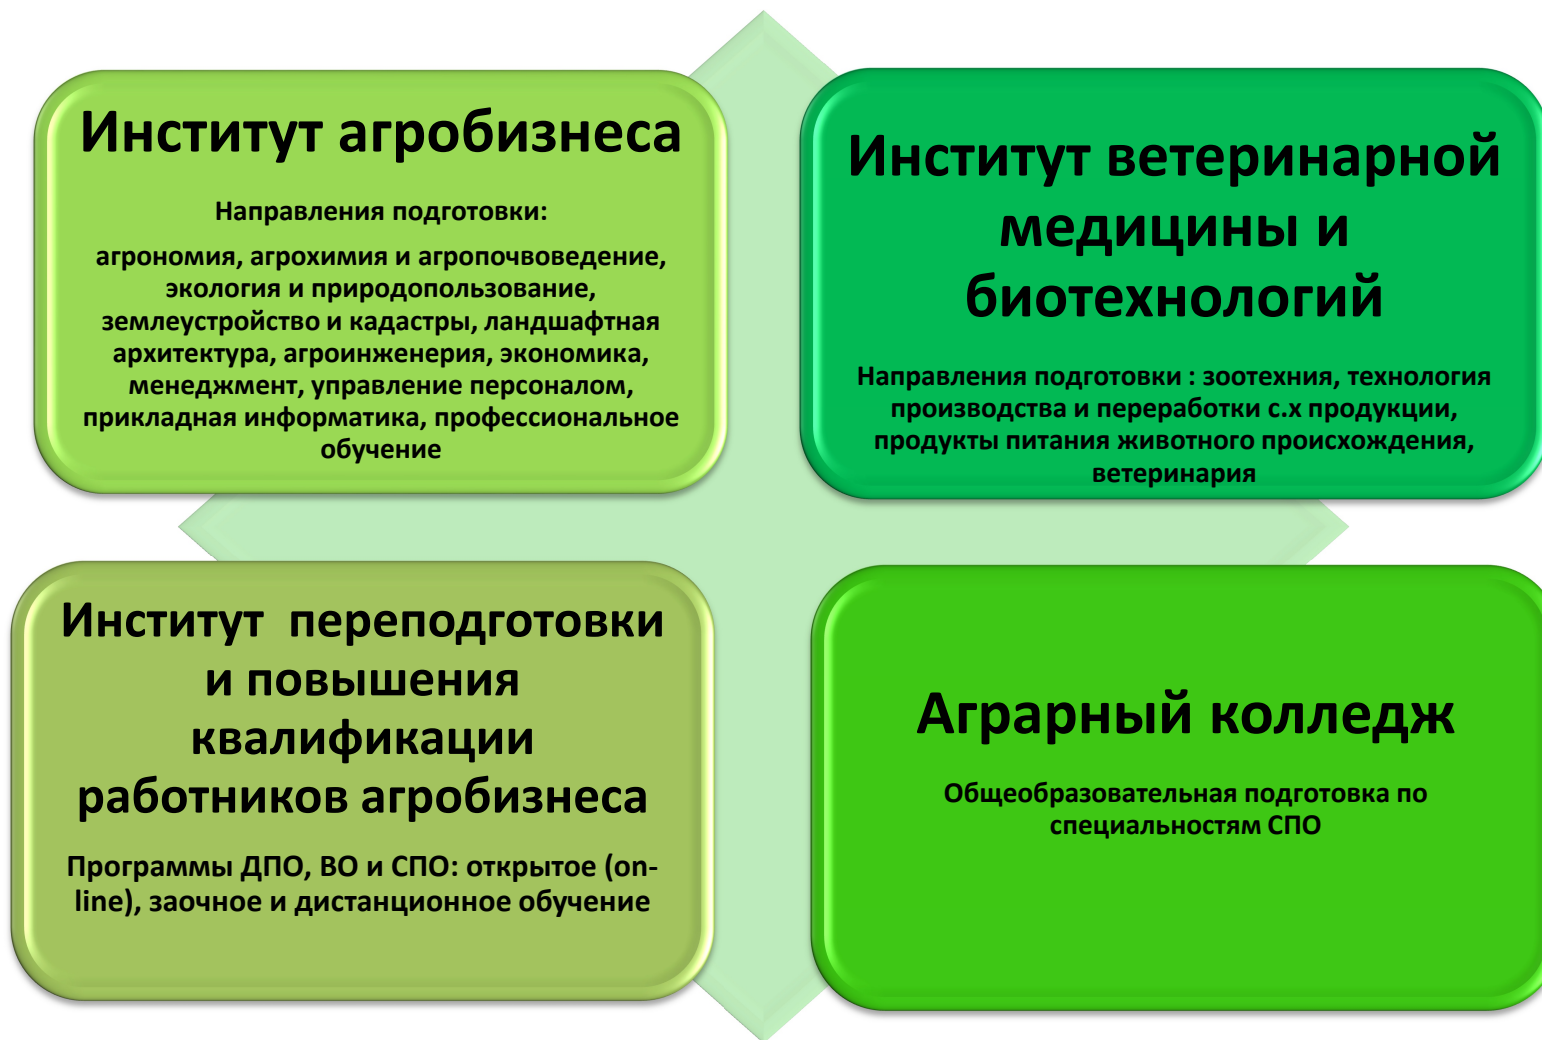 Институт агробизнеса
Направления подготовки:
агрономия, агрохимия и агропочвоведение,
экология и природопользование,
землеустройство и кадастры, ландшафтная
архитектура, агроинженерия, экономика,
менеджмент, управление персоналом,
прикладная информатика, профессиональное
обучение
Институт ветеринарной
медицины и
биотехнологий
Направления подготовки : зоотехния, технология
производства и переработки с.х продукции,
продукты питания животного происхождения,
ветеринария
Институт  переподготовки
и повышения
квалификации
работников агробизнеса
Программы ДПО, ВО и СПО: открытое (on-
line), заочное и дистанционное обучение
Аграрный колледж
Общеобразовательная подготовка по
специальностям СПО